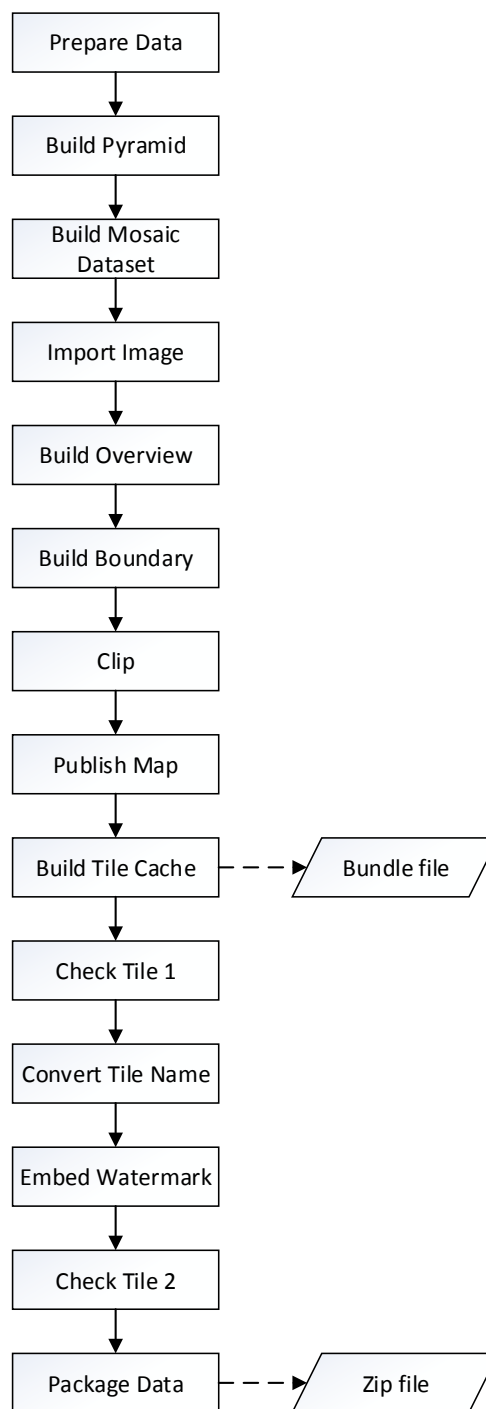 Prepare Data
Build Pyramid
Build Mosaic
Dataset
Import Image
Build Overview
Build Boundary
Clip
Publish Map
Build Tile Cache
Bundle file
Check Tile 1
Convert Tile Name
Embed Watermark
Check Tile 2
Package Data
Zip file